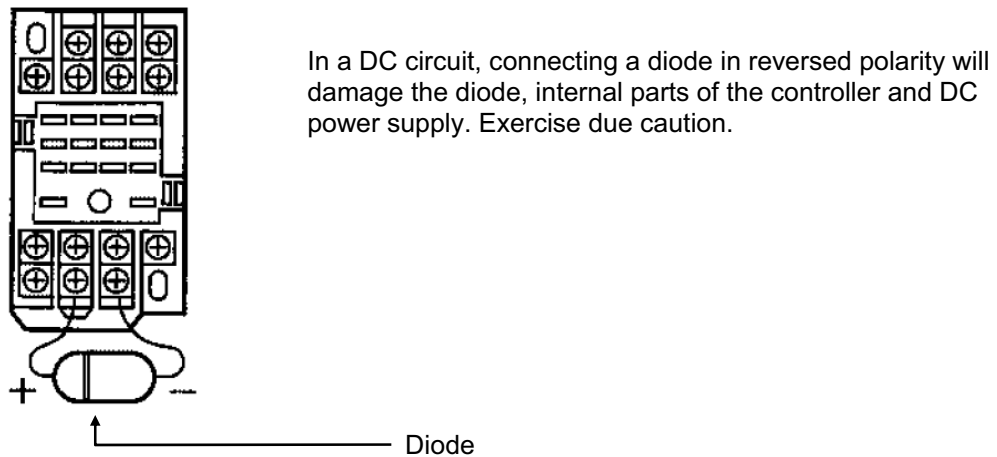 In a DC circuit, connecting a diode in reversed polarity will
damage the diode, internal parts of the controller and DC
power supply. Exercise due caution.
+ −
Diode